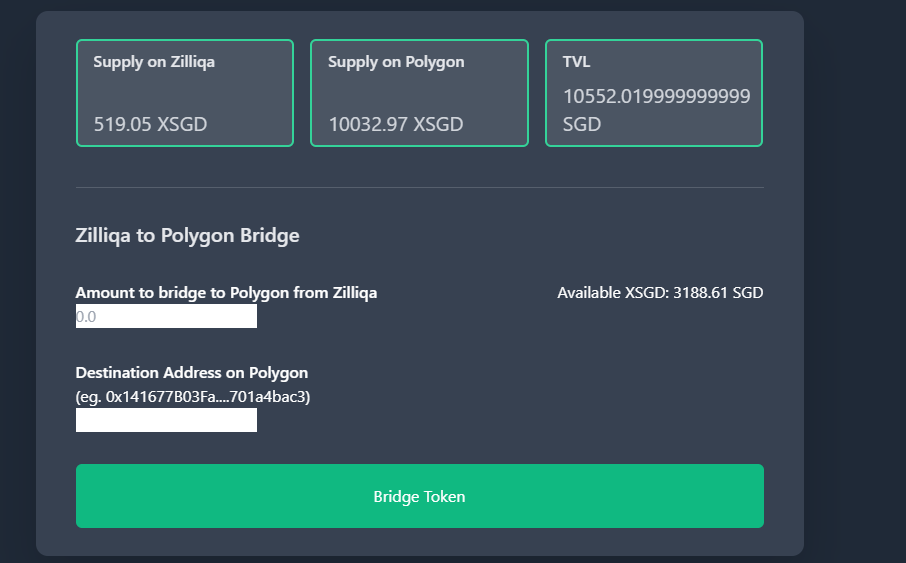 Supply on Zilliqa
519.05 XSGD
Supply on Polygon
10032.97 XSGD
TVL
10552.019999999999
SGD
Zilliqa to Polygon Bridge
Amount to bridge to Polygon from Zilliqa
Available XSGD: 3188.61 SGD
0.0
Destination Address on Polygon
(eg. 0x141677B03Fa....701a4bac3)
Bridge Token